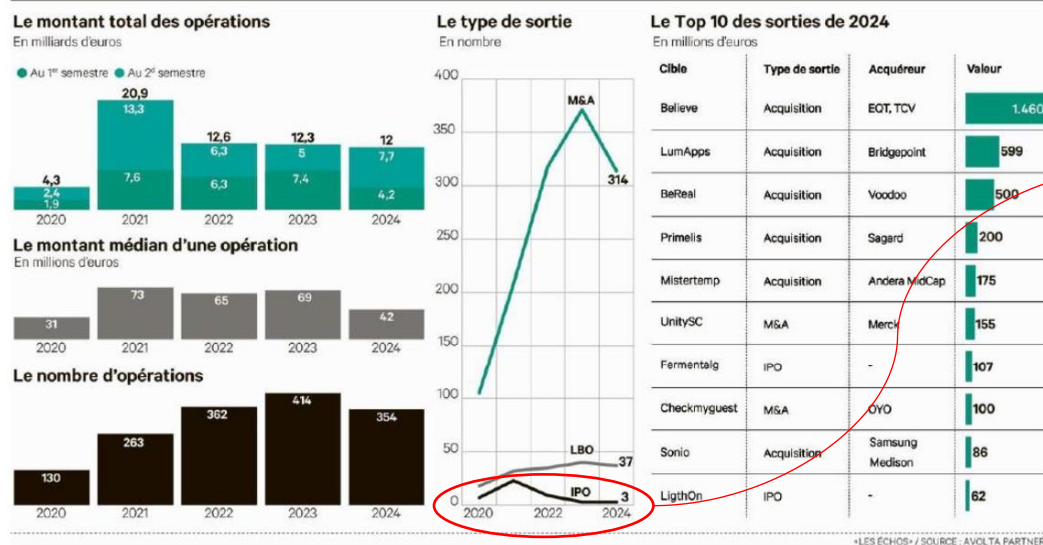 Le montant total des opérations
En milliards d'euros
Au 1er semestre Au 2d semestre
20,9
13,3
7,6
4,3
2,4
1,9
12,6
6,3
6,3
12,3
5
7,4
12
7,7
4,2
2020 2021 2022 2023 2024
Le montant médian d'une opération
En millions d'euros
31 73 65 69 42
2020 2021 2022 2023 2024
Le nombre d'opérations
130 263 362 414 354
2020 2021 2022 2023 2024
Le type de sortie
En nombre
400
350
300
250
200
150
100
50
0
M&A
314
LBO
37
IPO
3
2020 2022 2024
Le Top 10 des sorties de 2024
En millions d'euros
Cible Type de sortie Acquéreur Valeur
Believe Acquisition EQT, TCV 1.460
LumApps Acquisition Bridgepoint 599
BeReal Acquisition Voodoo 500
Primelis Acquisition Sagard 200
Mistertemp Acquisition Andera MidCap 175
UnitySC M&A Merck 155
Fermentalg IPO - 107
Checkmyguest M&A OYO 100
Sonio Acquisition Samsung Medison 86
LigthOn IPO - 62
«LES ÉCHOS» / SOURCE : AVOLTA PARTNER